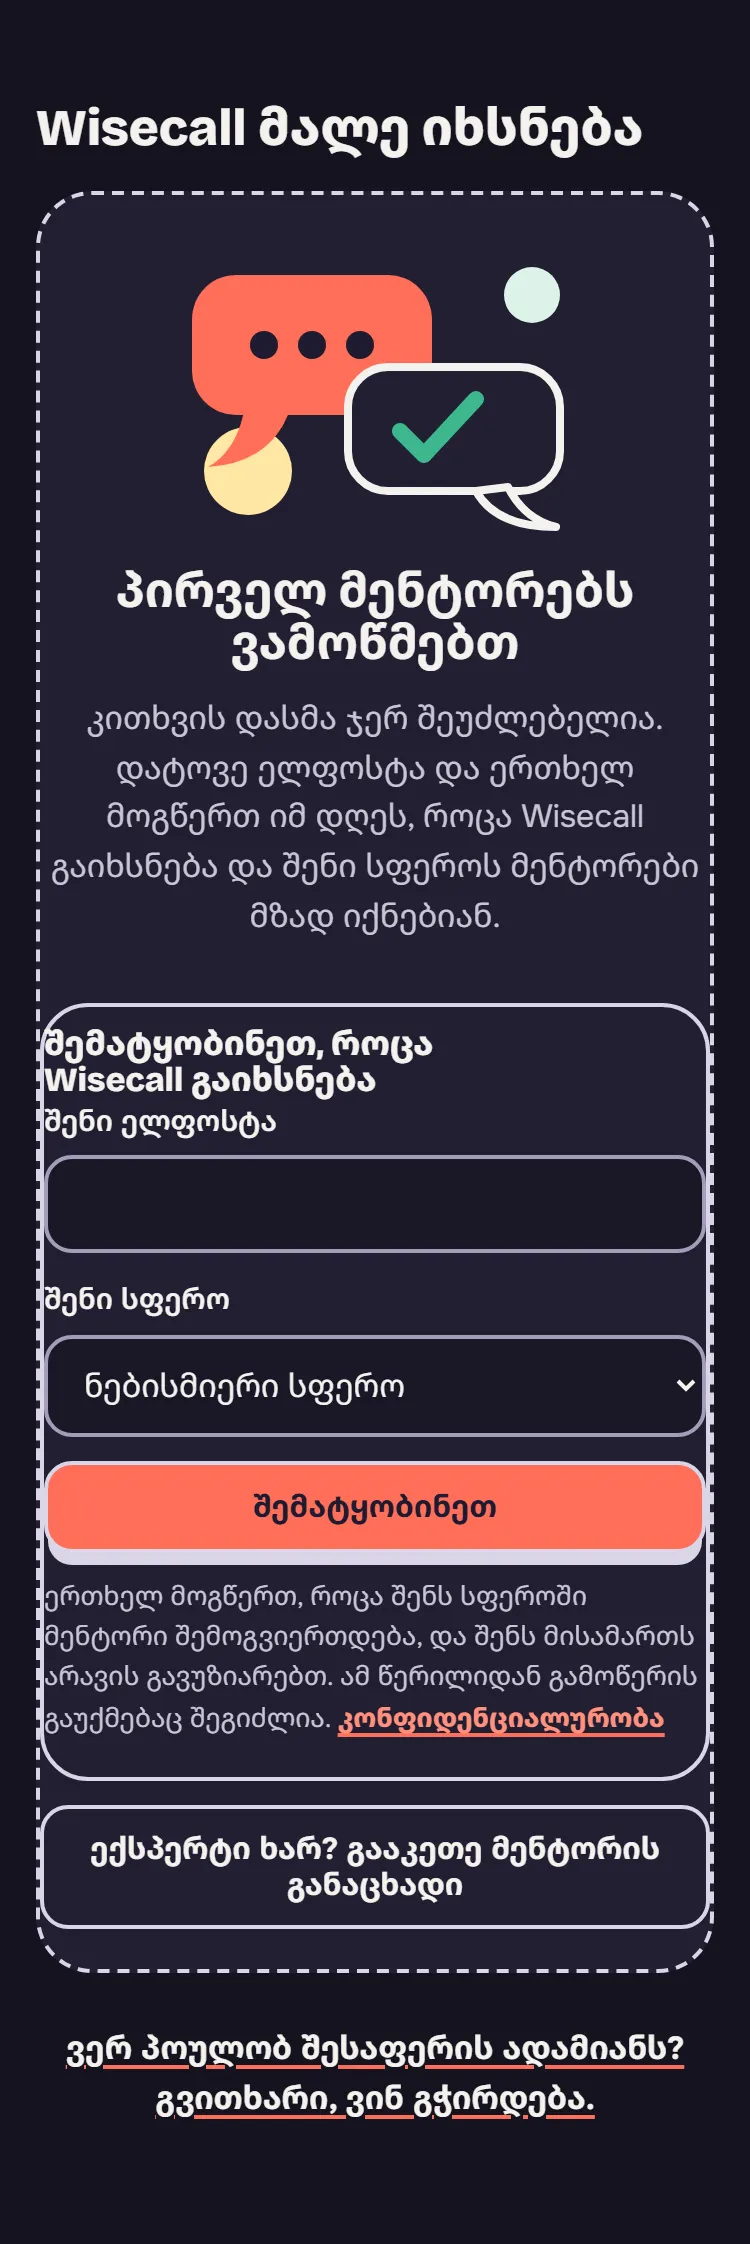 Wisecall მალე იხსნება
პირველ მენტორებს
ვამოწმებთ
კითხვის დასმა ჯერ შეუძლებელია.
დატოვე ელფოსტა და ერთხელ
მოგწერთ იმ დღეს, როცა Wisecall
გაიხსნება და შენი სფეროს მენტორები
მზად იქნებიან.
შემატყობინეთ, როცა
Wisecall გაიხსნება
შენი ელფოსტა
შენი სფერო
ნებისმიერი სფერო
შემატყობინეთ
ერთხელ მოგწერთ, როცა შენს სფეროში
მენტორი შემოგვიერთდება, და შენს მისამართს
არავის გავუზიარებთ. ამ წერილიდან გამოწერის
გაუქმებაც შეგიძლია. კონფიდენციალურობა
ექსპერტი ხარ? გააკეთე მენტორის
განაცხადი
ვერ პოულობ შესაფერის ადამიანს?
გვითხარი, ვინ გჭირდება.